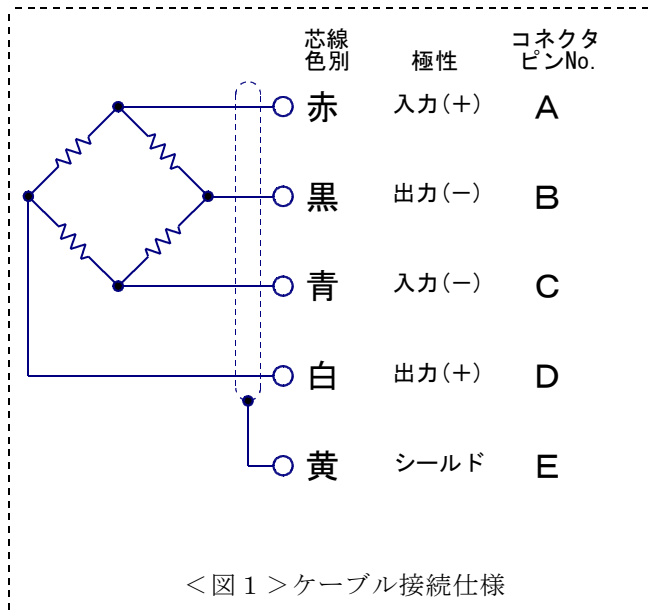 芯線
色別
極性
コネクタ
ピンNo.
赤 入力(+) A
黒 出力(−) B
青 入力(−) C
白 出力(+) D
黄 シールド E
＜図１＞ケーブル接続仕様